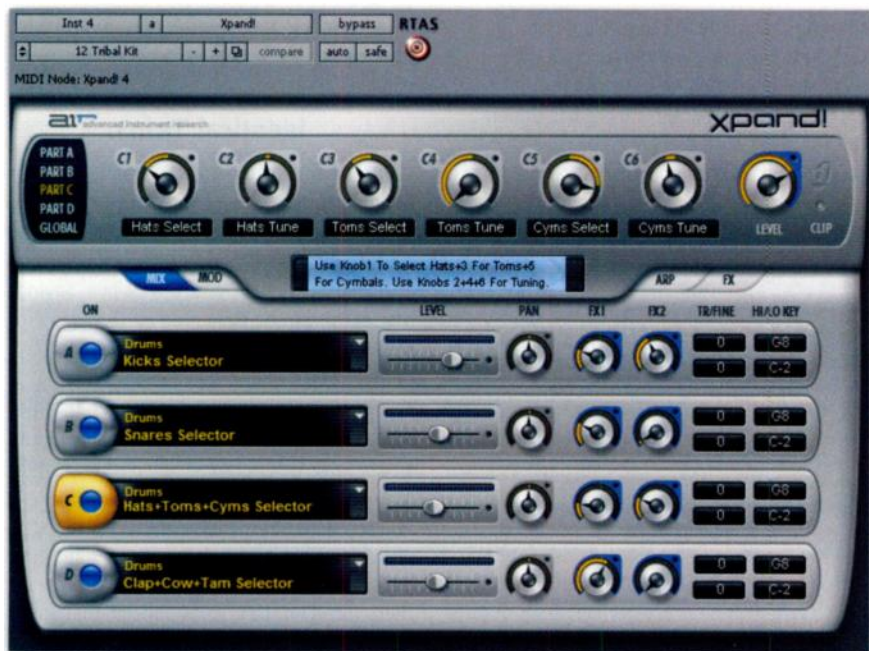 Inst 4 a Xpand! bypass RTAS
12 Tribal Kit - + compare auto safe
MIDI Node: Xpand! 4
air advanced instrument research xpand!
PART A
PART B
PART C
PART D
GLOBAL
C1 C2 C3 C4 C5 C6
Hats Select Hats Tune Toms Select Toms Tune Cyms Select Cyms Tune LEVEL CLIP
Use Knob1 To Select Hats+3 For Toms+5
For Cymbals. Use Knobs 2+4+6 For Tuning.
MIX MOD ARP FX
ON LEVEL PAN FX1 FX2 TR/FINE HI/LO KEY
A Drums 0 G8
Kicks Selector 0 C-2
B Drums 0 G8
Snares Selector 0 C-2
C Drums 0 G8
Hats+Toms+Cyms Selector 0 C-2
D Drums 0 G8
Clap+Cow+Tam Selector 0 C-2